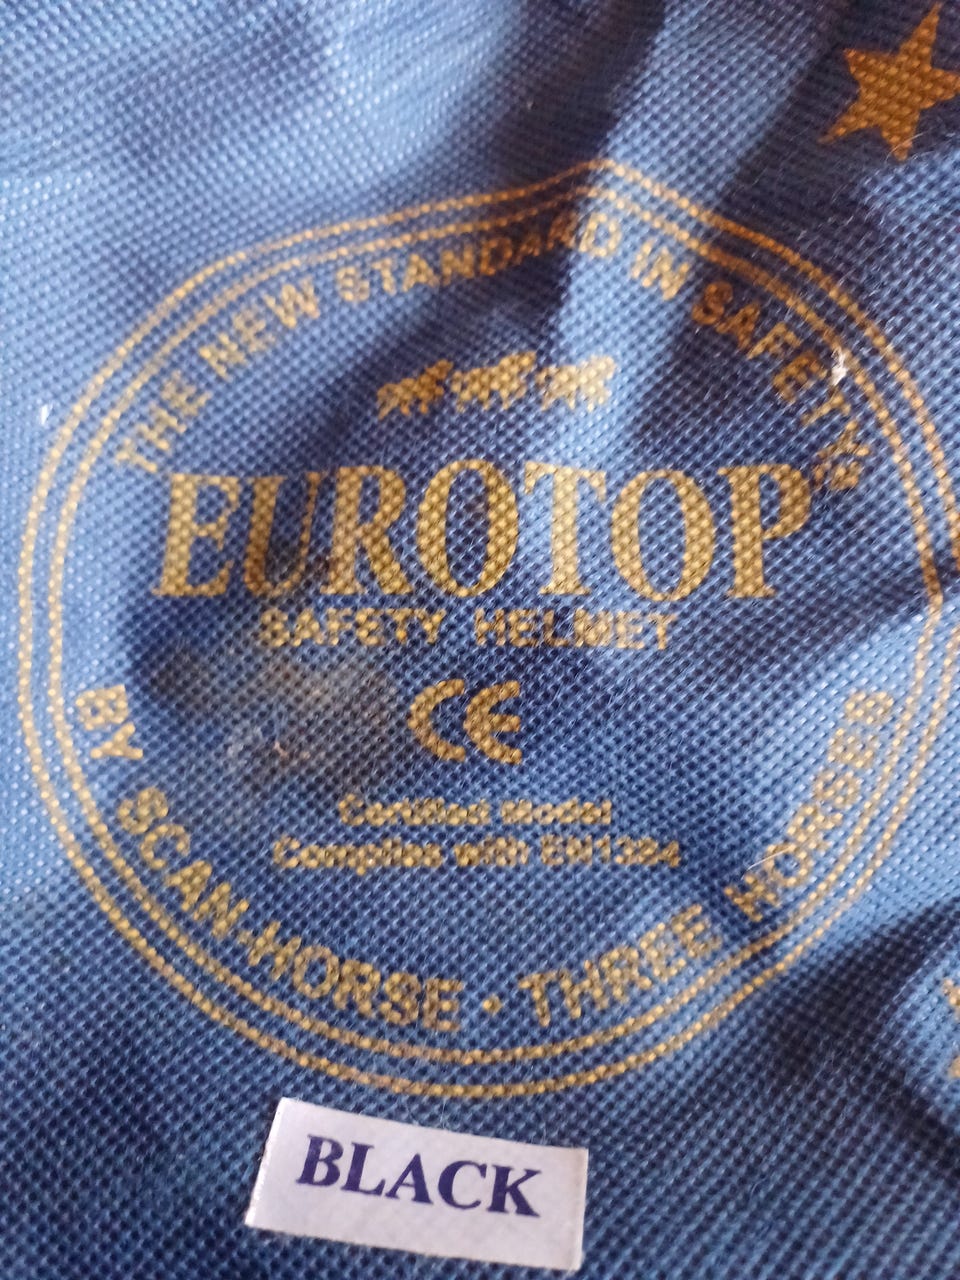 THE NEW STANDARD IN SAFETY
EUROTOP
SAFETY HELMET
CE
Certified Model
Complies with EN1384
BY SCAN-HORSE · THREE HORSES
BLACK